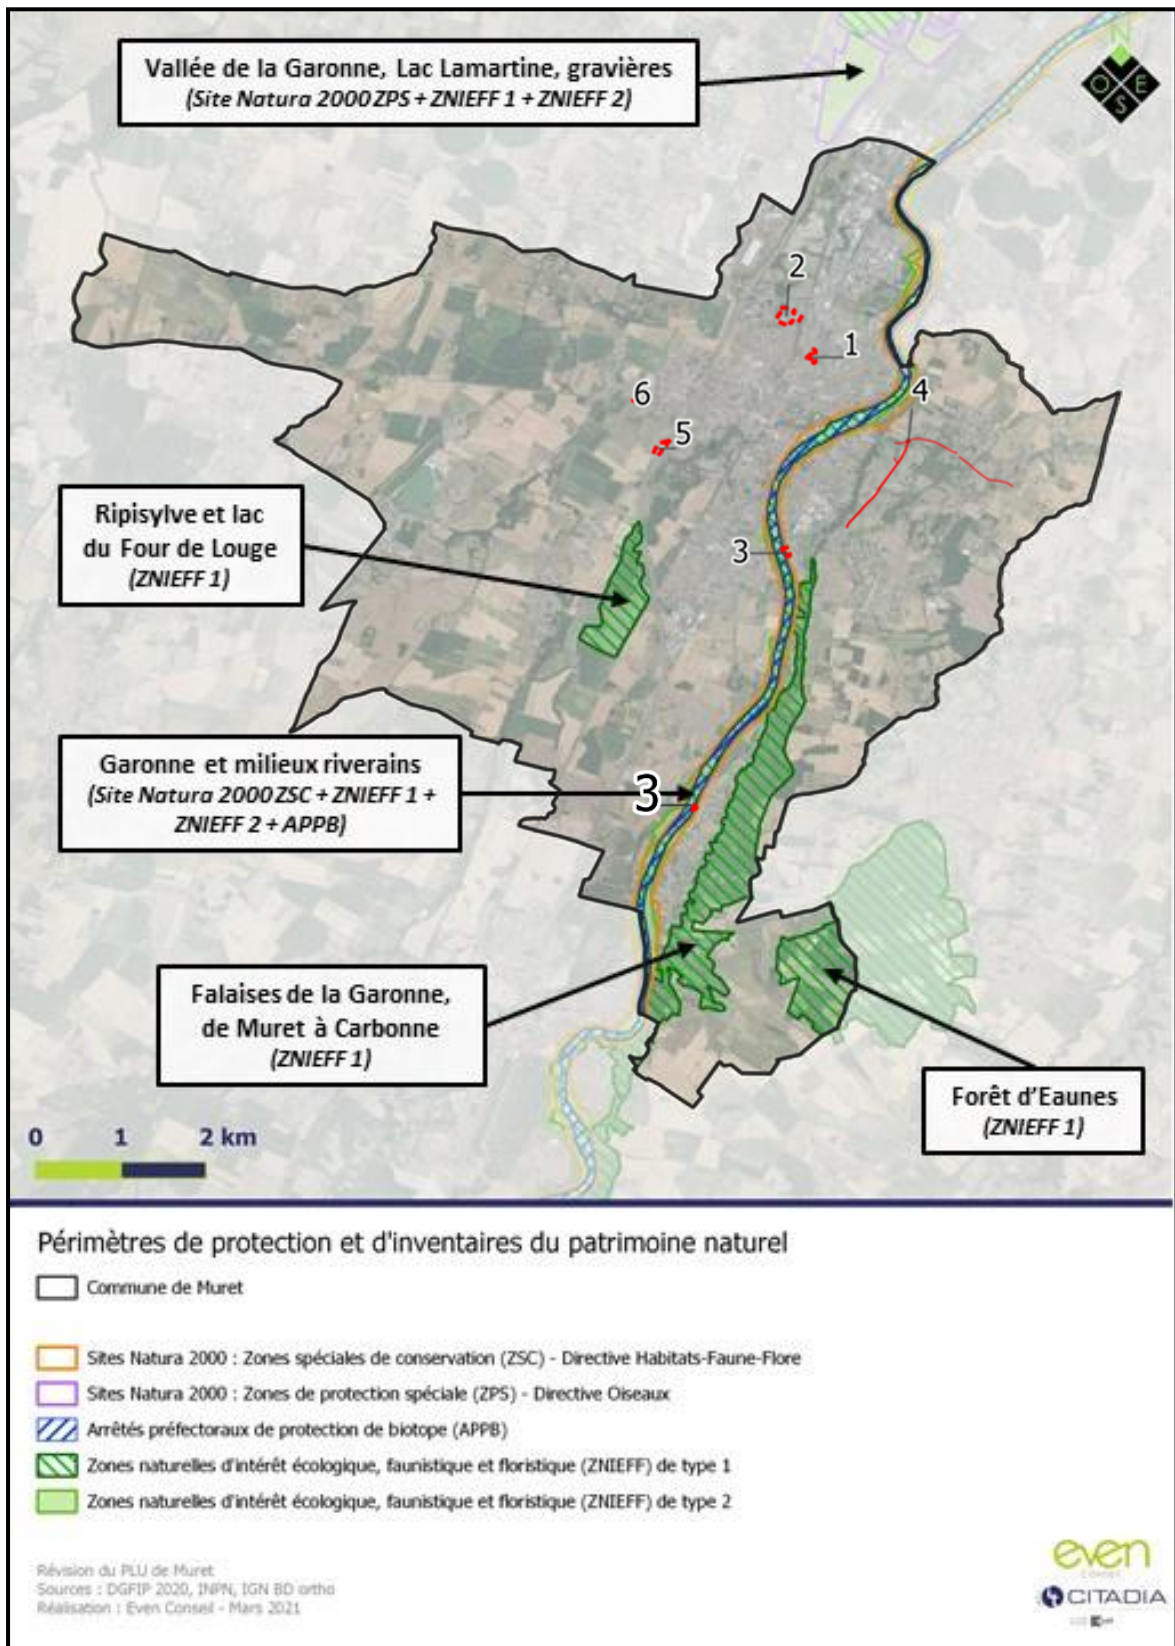 Vallée de la Garonne, Lac Lamartine, gravières
(Site Natura 2000 ZPS + ZNIEFF 1 + ZNIEFF 2)
N
O E
S
2
1
4
6
5
Ripisylve et lac
du Four de Louge
(ZNIEFF 1)
3
Garonne et milieux riverains
(Site Natura 2000 ZSC + ZNIEFF 1 +
ZNIEFF 2 + APPB)
3
Falaises de la Garonne,
de Muret à Carbonne
(ZNIEFF 1)
Forêt d'Eaunes
(ZNIEFF 1)
0 1 2 km
Périmètres de protection et d'inventaires du patrimoine naturel
Commune de Muret
Sites Natura 2000 : Zones spéciales de conservation (ZSC) - Directive Habitats-Faune-Flore
Sites Natura 2000 : Zones de protection spéciale (ZPS) - Directive Oiseaux
Arrêtés préfectoraux de protection de biotope (APPB)
Zones naturelles d'intérêt écologique, faunistique et floristique (ZNIEFF) de type 1
Zones naturelles d'intérêt écologique, faunistique et floristique (ZNIEFF) de type 2
Révision du PLU de Muret
Sources : DGFIP 2020, INPN, IGN BD ortho
Réalisation : Even Conseil - Mars 2021
even
CONSEIL
CITADIA